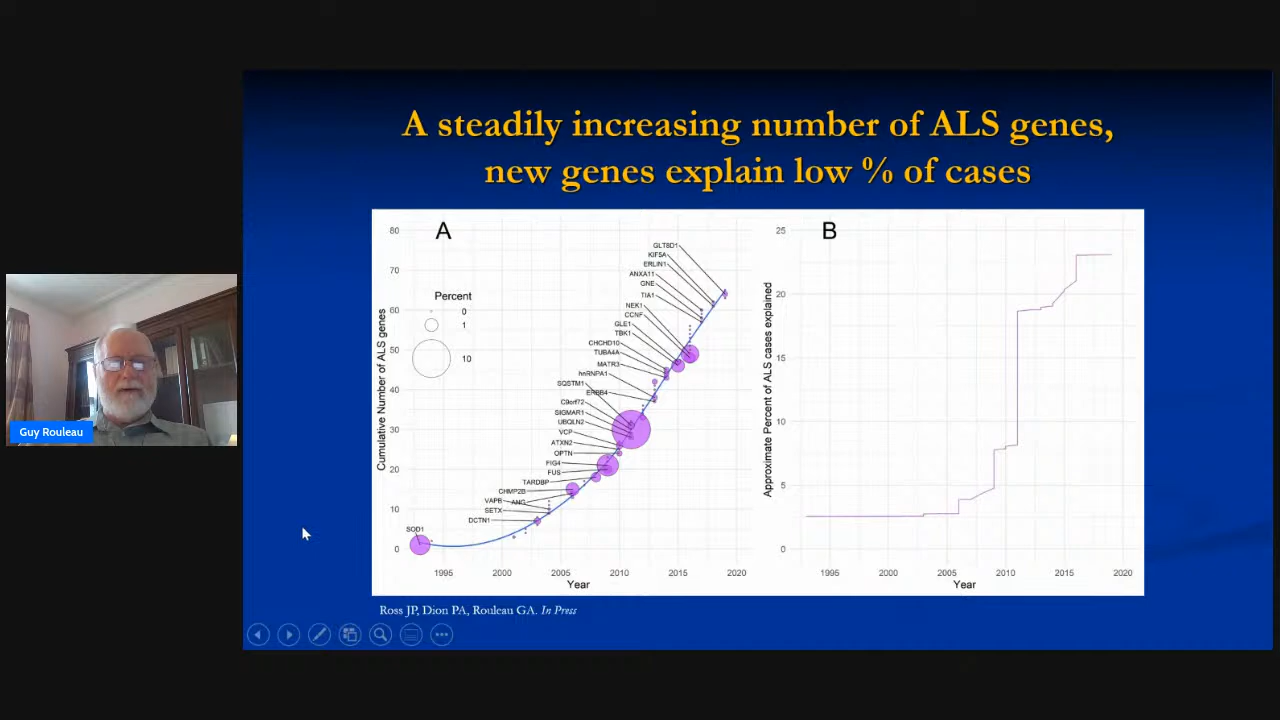 A steadily increasing number of ALS genes,
new genes explain low % of cases
A
Cumulative Number of ALS genes
80
70
60
50
40
30
20
10
0
Percent
0
1
10
GLT8D1
KIF5A
ERLIN1
ANXA11
GNE
TIA1
NEK1
CCNF
GLE1
TBK1
CHCHD10
TUBA4A
MATR3
hnRNPA1
SQSTM1
ERBB4
C9orf72
SIGMAR1
UBQLN2
VCP
ATXN2
OPTN
FIG4
FUS
TARDBP
CHMP2B
VAPB
ANG
SETX
DCTN1
SOD1
1995 2000 2005 2010 2015 2020
Year
B
Approximate Percent of ALS cases explained
25
20
15
10
5
0
1995 2000 2005 2010 2015 2020
Year
Guy Rouleau
Ross JP, Dion PA, Rouleau GA. In Press